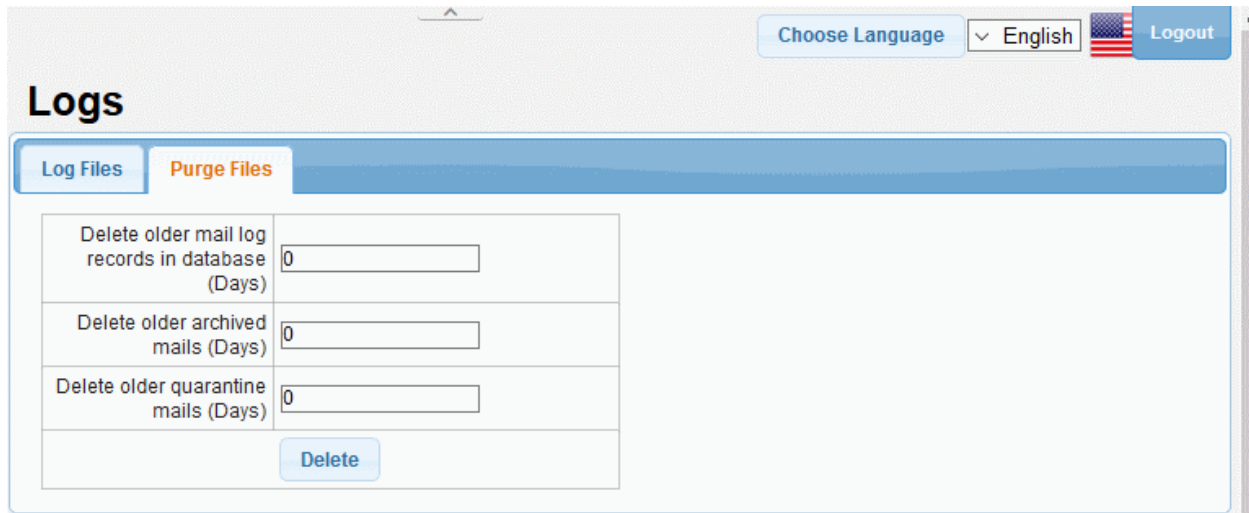 Choose Language
English
Logout
Logs
Log Files
Purge Files
Delete older mail log
records in database
(Days)
0
Delete older archived
mails (Days)
0
Delete older quarantine
mails (Days)
0
Delete